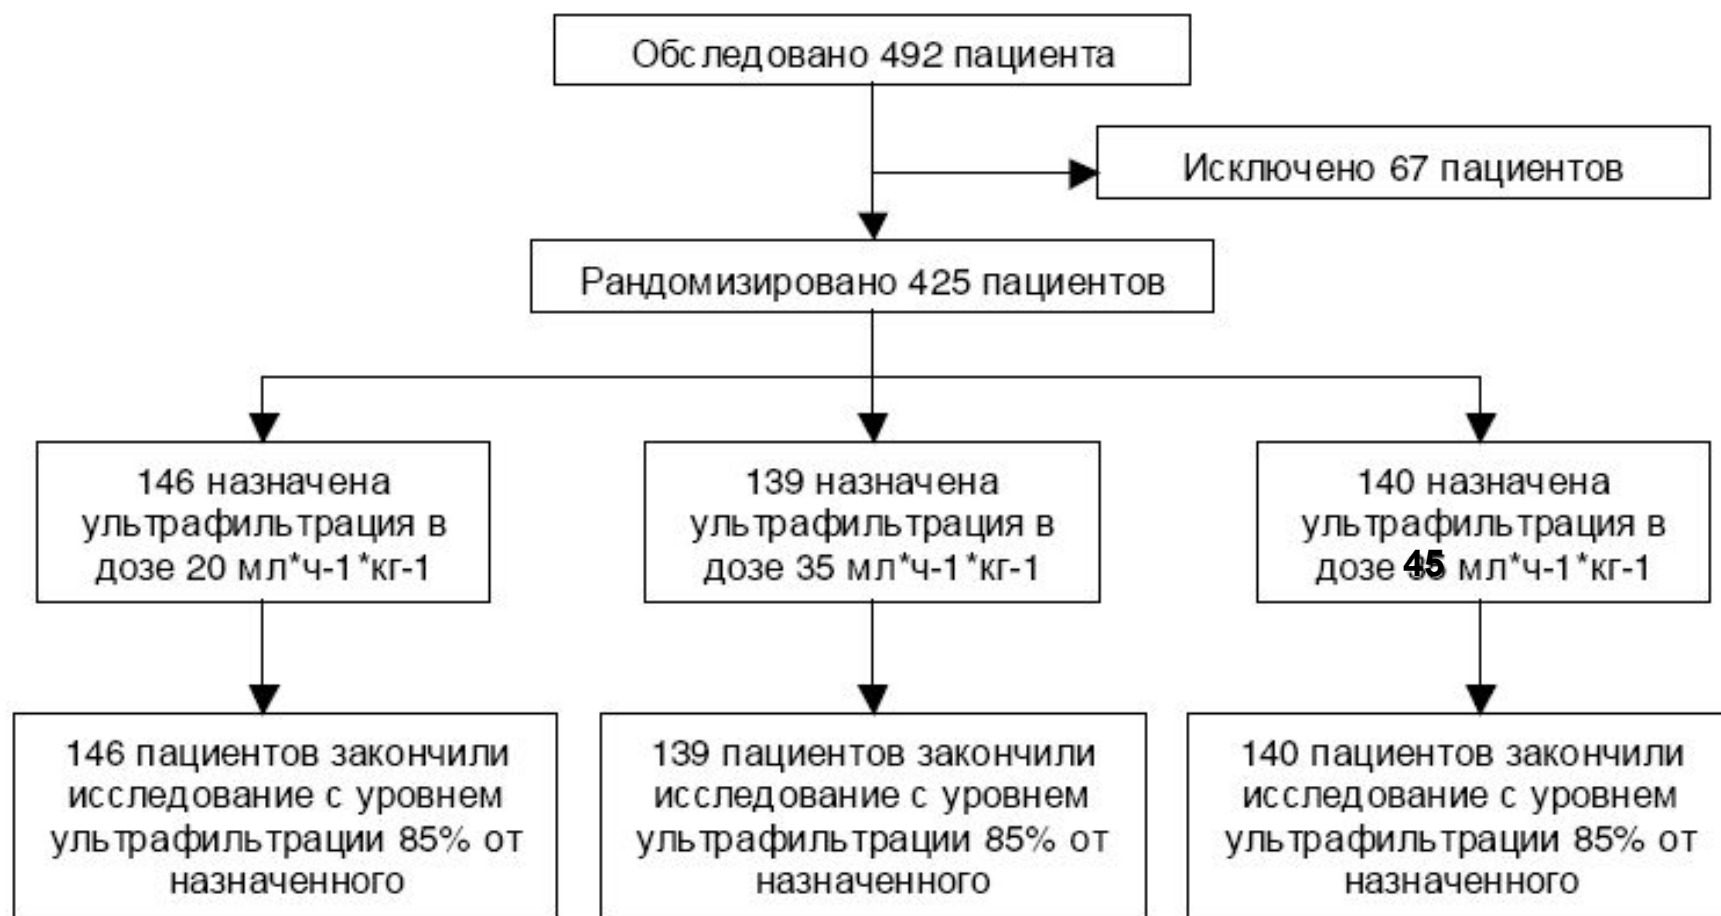 Обследовано 492 пациента
Исключено 67 пациентов
Рандомизировано 425 пациентов
146 назначена
ультрафильтрация в
дозе 20 мл*ч-1*кг-1
139 назначена
ультрафильтрация в
дозе 35 мл*ч-1*кг-1
140 назначена
ультрафильтрация в
дозе 45 мл*ч-1*кг-1
146 пациентов закончили
исследование с уровнем
ультрафильтрации 85% от
назначенного
139 пациентов закончили
исследование с уровнем
ультрафильтрации 85% от
назначенного
140 пациентов закончили
исследование с уровнем
ультрафильтрации 85% от
назначенного